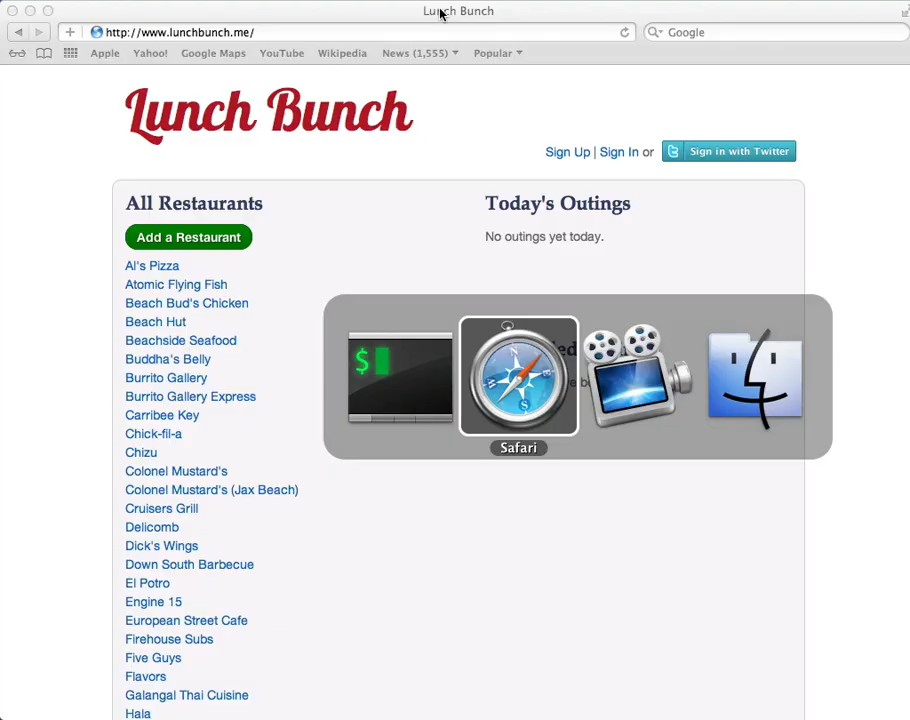 Lunch Bunch
http://www.lunchbunch.me/
Google
Apple Yahoo! Google Maps YouTube Wikipedia News (1,555) Popular
Lunch Bunch
Sign Up | Sign In or Sign in with Twitter
All Restaurants
Add a Restaurant
Al's Pizza
Atomic Flying Fish
Beach Bud's Chicken
Beach Hut
Beachside Seafood
Buddha's Belly
Burrito Gallery
Burrito Gallery Express
Carribee Key
Chick-fil-a
Chizu
Colonel Mustard's
Colonel Mustard's (Jax Beach)
Cruisers Grill
Delicomb
Dick's Wings
Down South Barbecue
El Potro
Engine 15
European Street Cafe
Firehouse Subs
Five Guys
Flavors
Galangal Thai Cuisine
Hala
Today's Outings
No outings yet today.
$
Safari